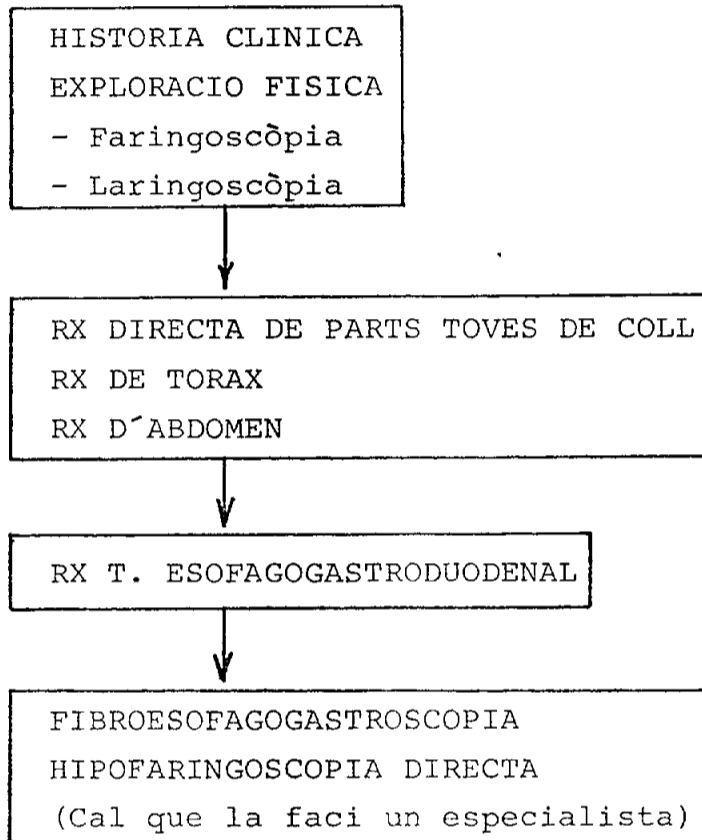 HISTORIA CLINICA
EXPLORACIO FISICA
- Faringoscòpia
- Laringoscòpia
RX DIRECTA DE PARTS TOVES DE COLL
RX DE TORAX
RX D´ABDOMEN
RX T. ESOFAGOGASTRODUODENAL
FIBROESOFAGOGASTROSCOPIA
HIPOFARINGOSCOPIA DIRECTA
(Cal que la faci un especialista)